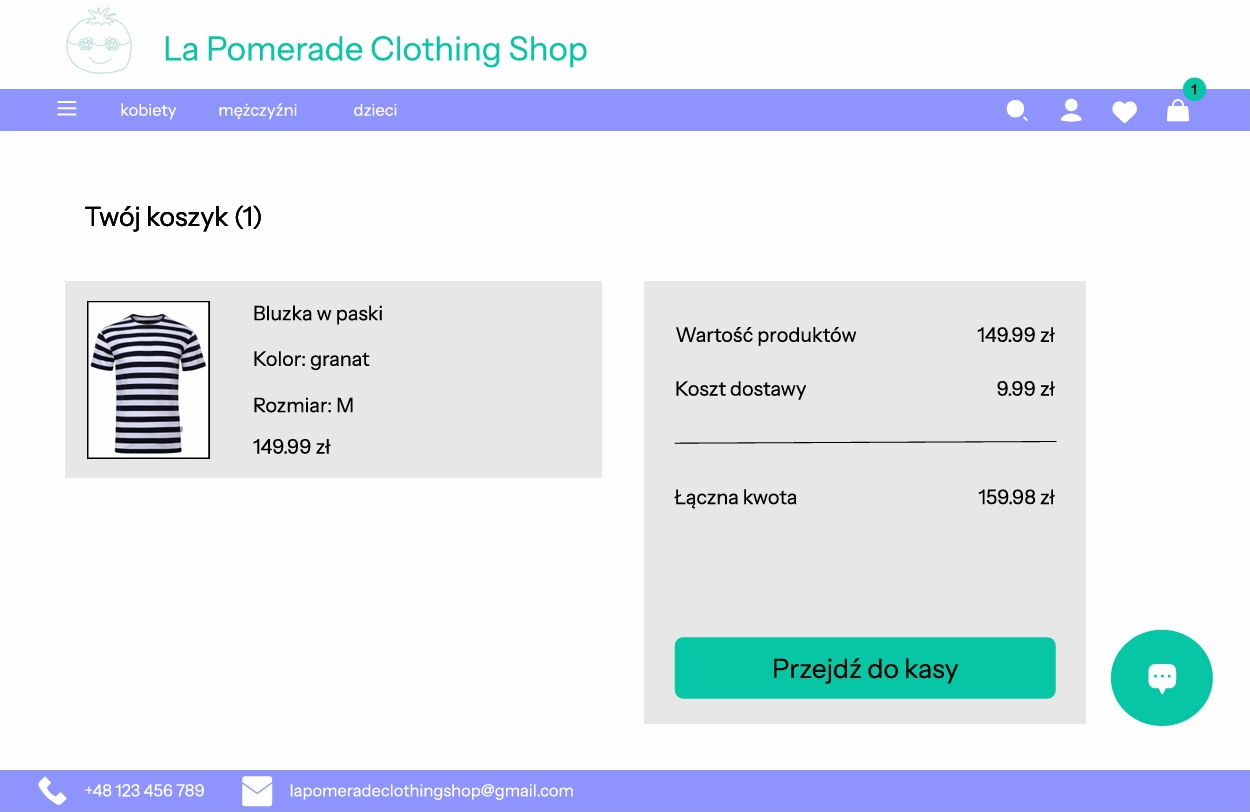 La Pomerade Clothing Shop
kobiety mężczyźni dzieci
1
Twój koszyk (1)
Bluzka w paski
Kolor: granat
Rozmiar: M
149.99 zł
Wartość produktów 149.99 zł
Koszt dostawy 9.99 zł
Łączna kwota 159.98 zł
Przejdź do kasy
+48 123 456 789 lapomeradeclothingshop@gmail.com